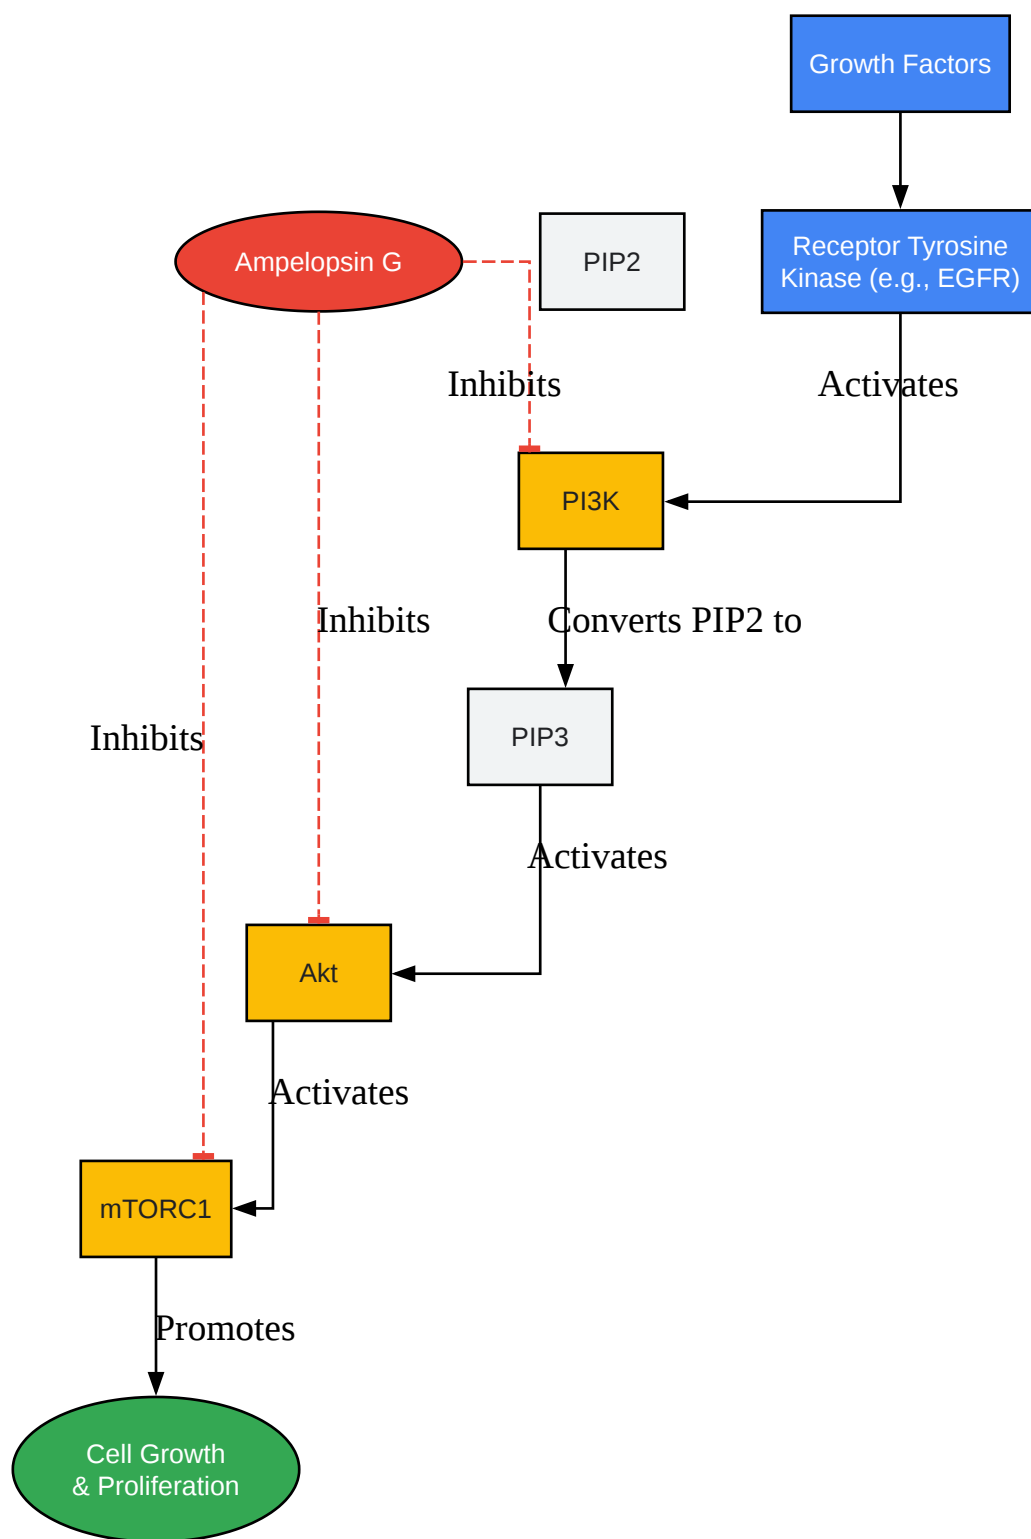 Growth Factors
Ampelopsin G
PIP2
Receptor Tyrosine
Kinase (e.g., EGFR)
Inhibits
Activates
PI3K
Inhibits
Converts PIP2 to
Inhibits
PIP3
Activates
Akt
Activates
mTORC1
Promotes
Cell Growth
& Proliferation